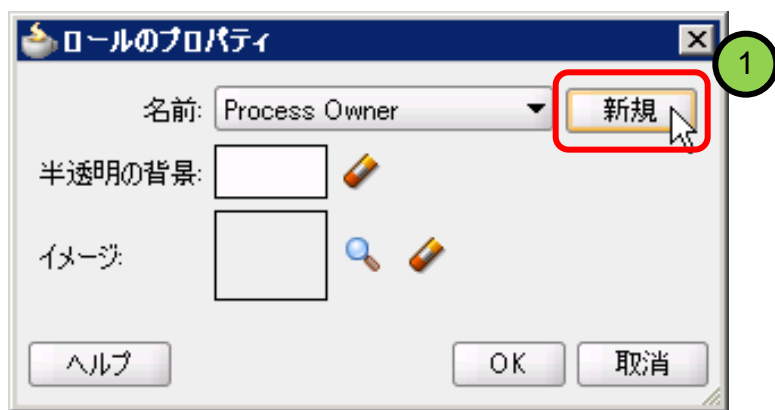 ロールのプロパティ
1
名前: Process Owner 新規
半透明の背景:
イメージ:
ヘルプ OK 取消